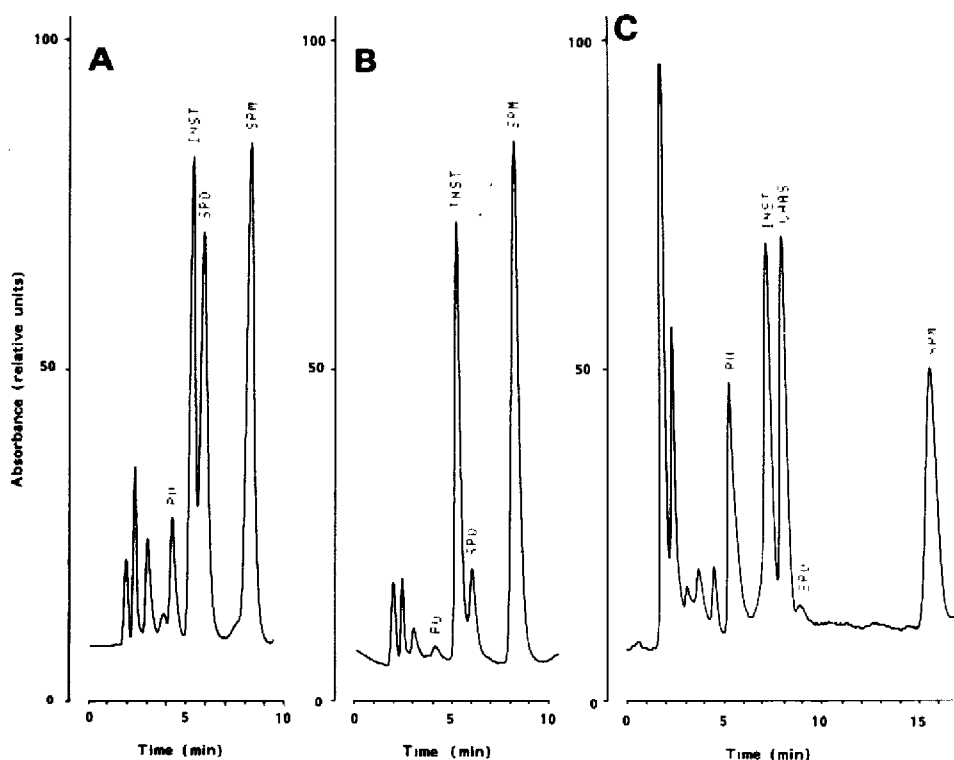 A
B
C
100
100
100
50
50
50
0
0
0
Absorbance (relative units)
PU
INST
SPD
SPM
PU
INST
SPD
SPM
PU
INST
SPD
SPM
0 5 10
0 5 10
0 5 10 15
Time (min)
Time (min)
Time (min)